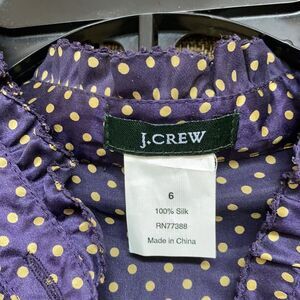 J.CREW
6
100% Silk
RN77388
Made in China